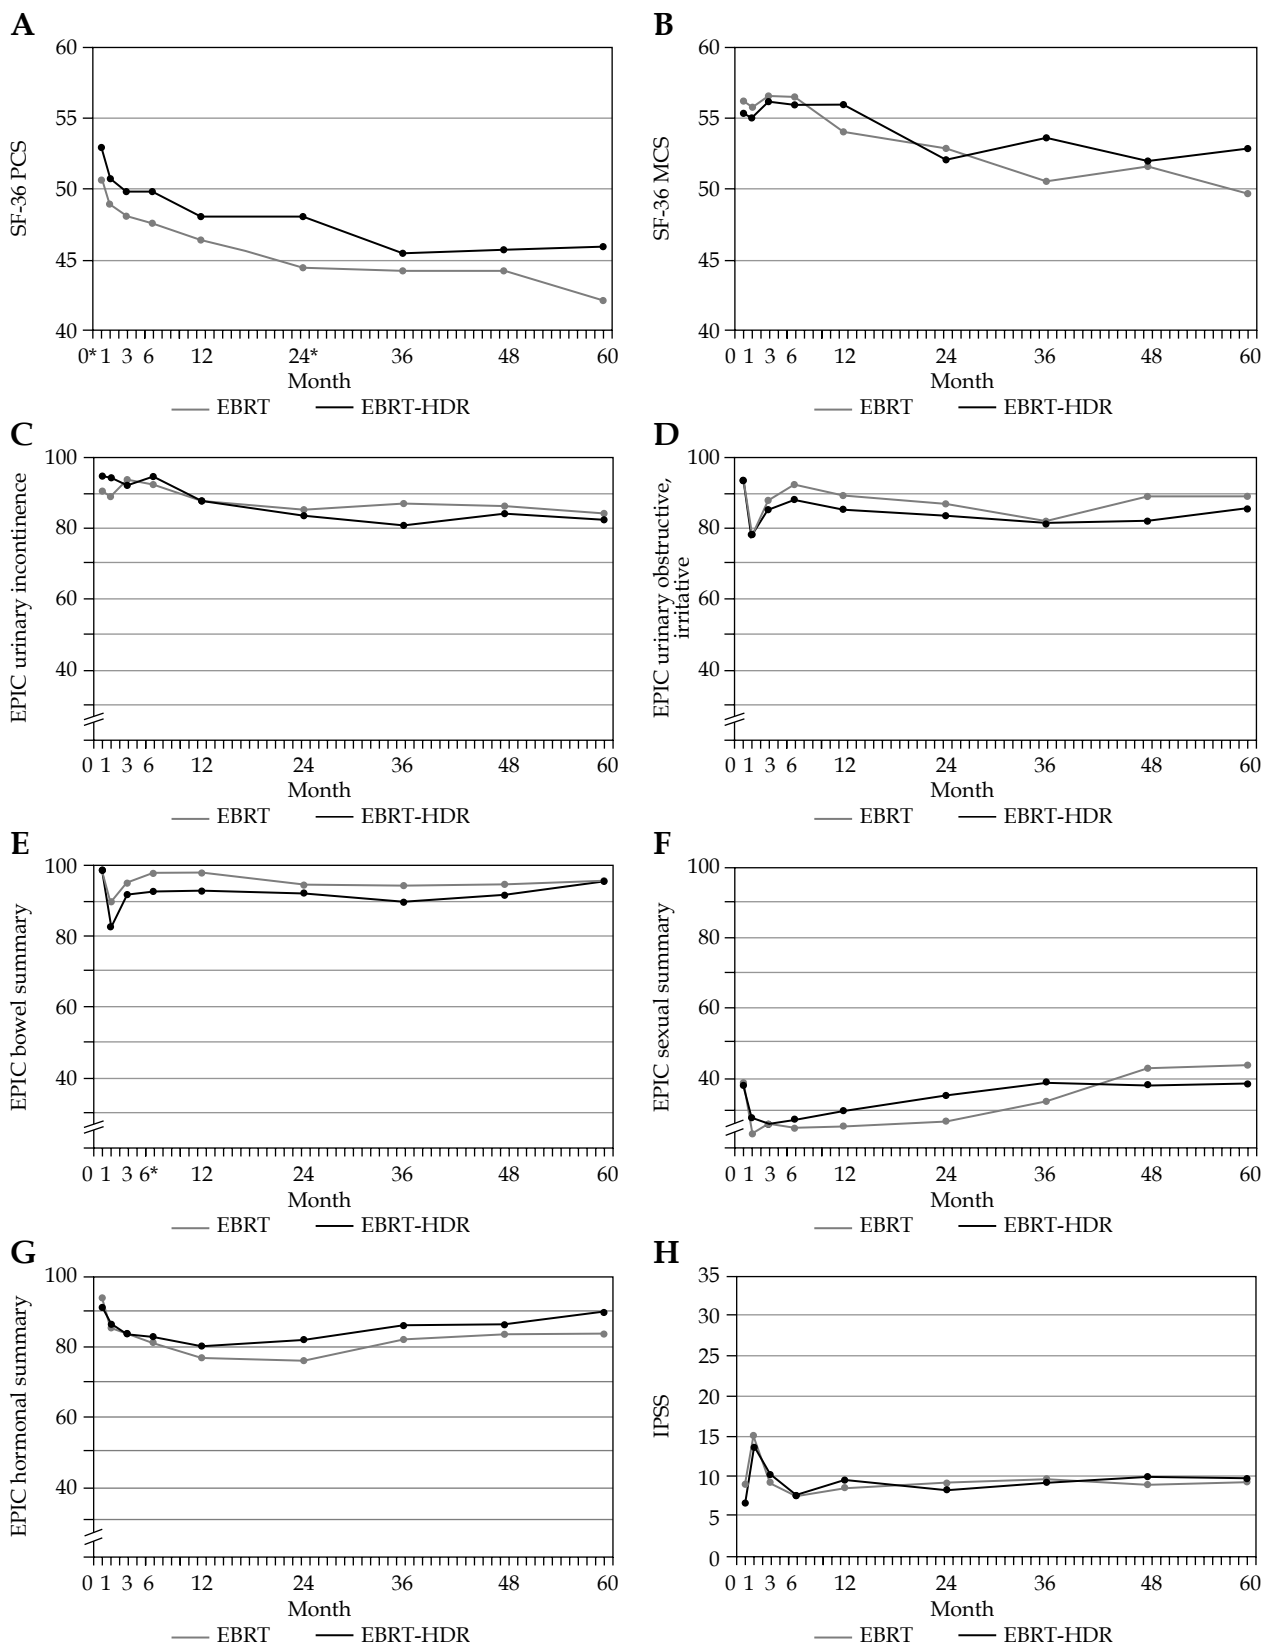 A
SF-36 PCS
60
55
50
45
40
0* 1 3 6 12 24* 36 48 60
Month
EBRT EBRT-HDR
B
SF-36 MCS
60
55
50
45
40
0 1 3 6 12 24 36 48 60
Month
EBRT EBRT-HDR
C
EPIC urinary incontinence
100
80
60
40
0 1 3 6 12 24 36 48 60
Month
EBRT EBRT-HDR
D
EPIC urinary obstructive,
irritative
100
80
60
40
0 1 3 6 12 24 36 48 60
Month
EBRT EBRT-HDR
E
EPIC bowel summary
100
80
60
40
0 1 3 6* 12 24 36 48 60
Month
EBRT EBRT-HDR
F
EPIC sexual summary
100
80
60
40
0 1 3 6 12 24 36 48 60
Month
EBRT EBRT-HDR
G
EPIC hormonal summary
100
80
60
40
0 1 3 6 12 24 36 48 60
Month
EBRT EBRT-HDR
H
IPSS
35
30
25
20
15
10
5
0
0 1 3 6 12 24 36 48 60
Month
EBRT EBRT-HDR